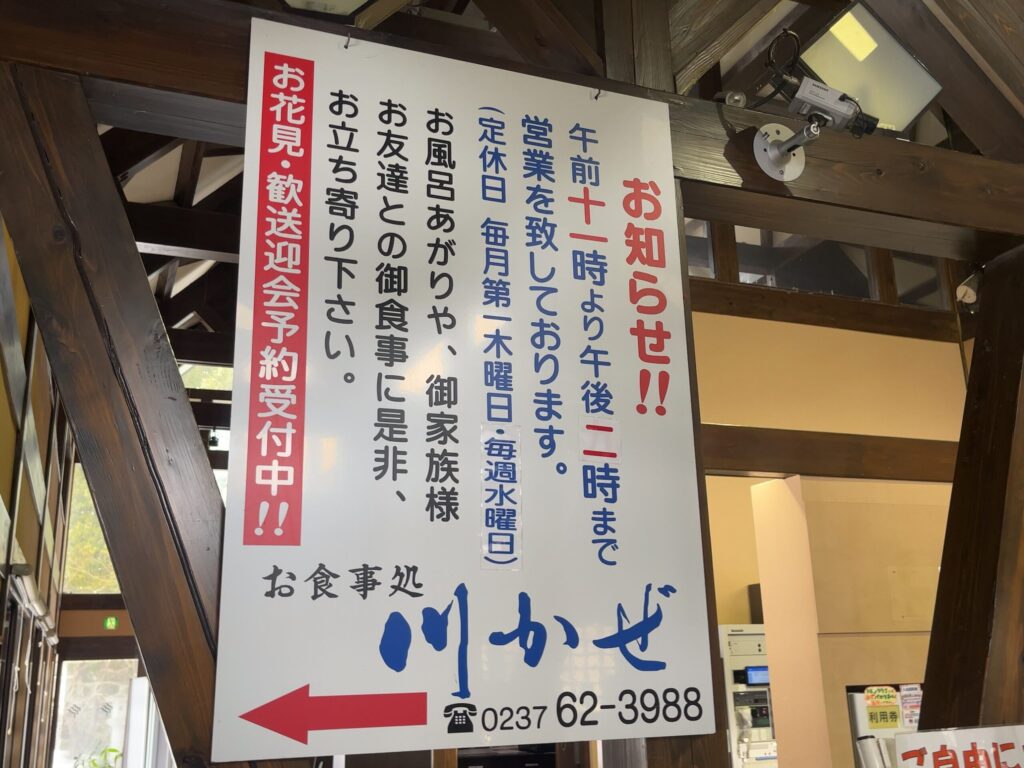 お知らせ!!
午前十一時より午後二時まで
営業を致しております。
(定休日 毎月第一木曜日・毎週水曜日)
お風呂あがりや、御家族様
お友達との御食事に是非、
お立ち寄り下さい。
お花見・歓送迎会予約受付中!!
お食事処
川かぜ
☎0237 62-3988
利用券
ご自由に